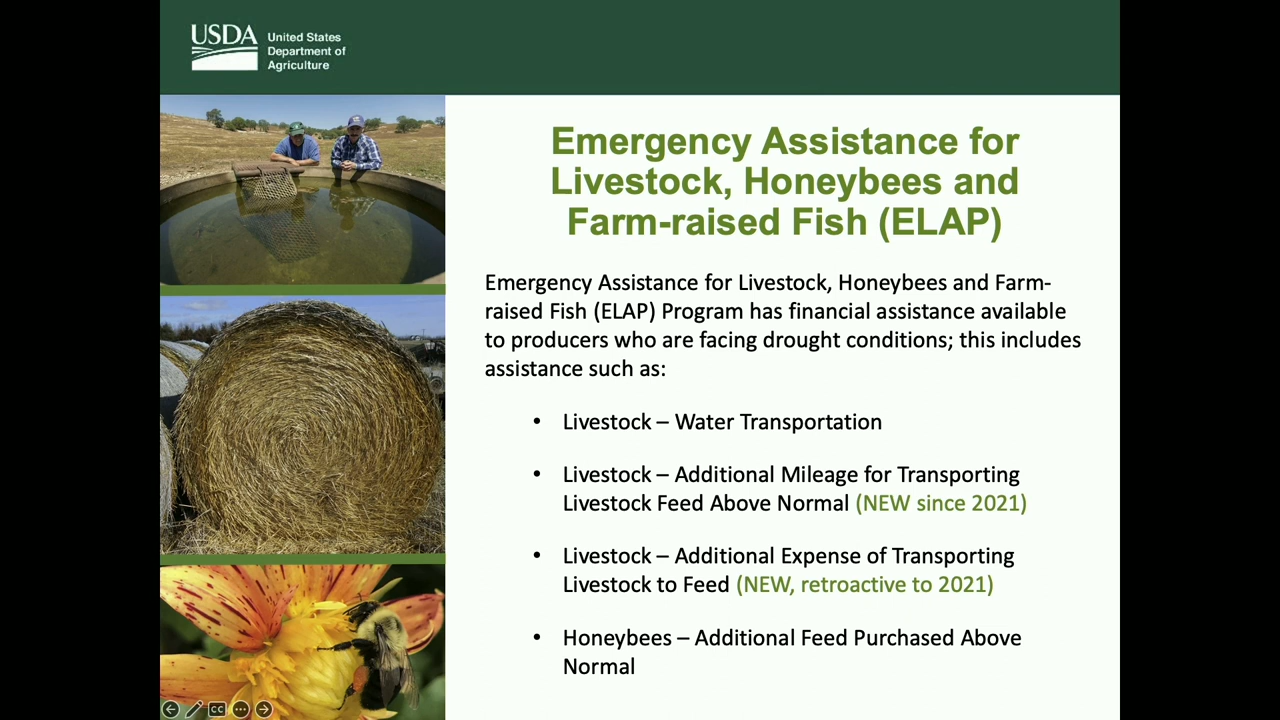 USDA
United States
Department of
Agriculture
Emergency Assistance for
Livestock, Honeybees and
Farm-raised Fish (ELAP)
Emergency Assistance for Livestock, Honeybees and Farm-
raised Fish (ELAP) Program has financial assistance available
to producers who are facing drought conditions; this includes
assistance such as:
• Livestock – Water Transportation
• Livestock – Additional Mileage for Transporting
Livestock Feed Above Normal (NEW since 2021)
• Livestock – Additional Expense of Transporting
Livestock to Feed (NEW, retroactive to 2021)
• Honeybees – Additional Feed Purchased Above
Normal
CC